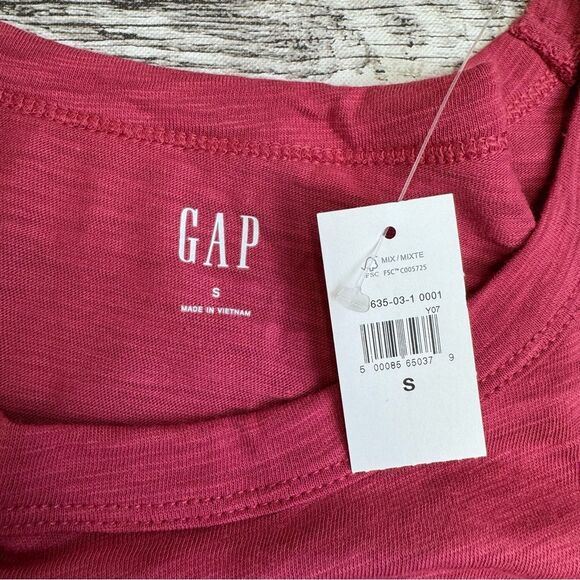 GAP
S
MADE IN VIETNAM
MIX/MIXTE
FSC
FSC™ C005725
635-03-1 0001
Y07
5 00085 65037 9
S